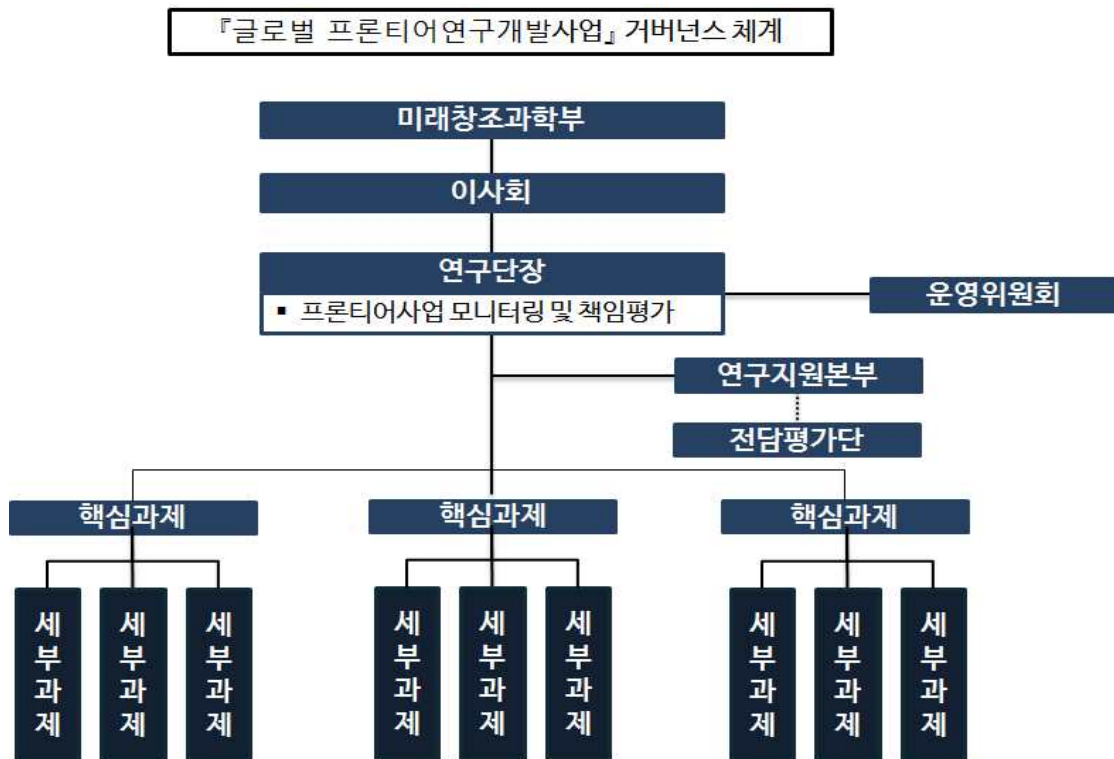 『글로벌 프론티어연구개발사업』 거버넌스 체계
미래창조과학부
이사회
연구단장
▪ 프론티어사업 모니터링 및 책임평가
운영위원회
연구지원본부
전담평가단
핵심과제
핵심과제
핵심과제
세부과제
세부과제
세부과제
세부과제
세부과제
세부과제
세부과제
세부과제
세부과제